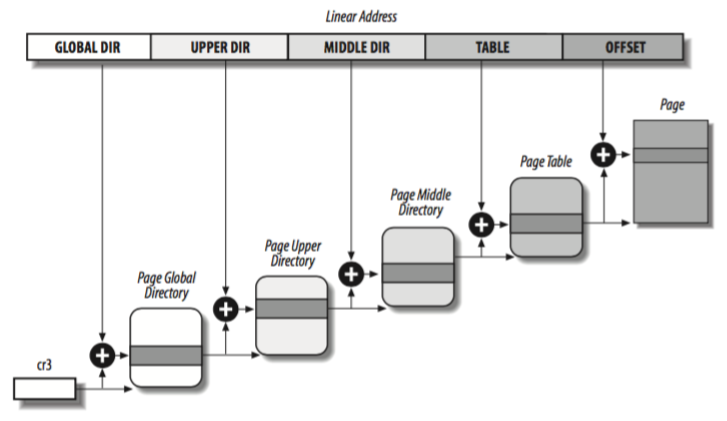 Linear Address
GLOBAL DIR
UPPER DIR
MIDDLE DIR
TABLE
OFFSET
Page
Page Table
Page Middle
Directory
Page Upper
Directory
Page Global
Directory
cr3